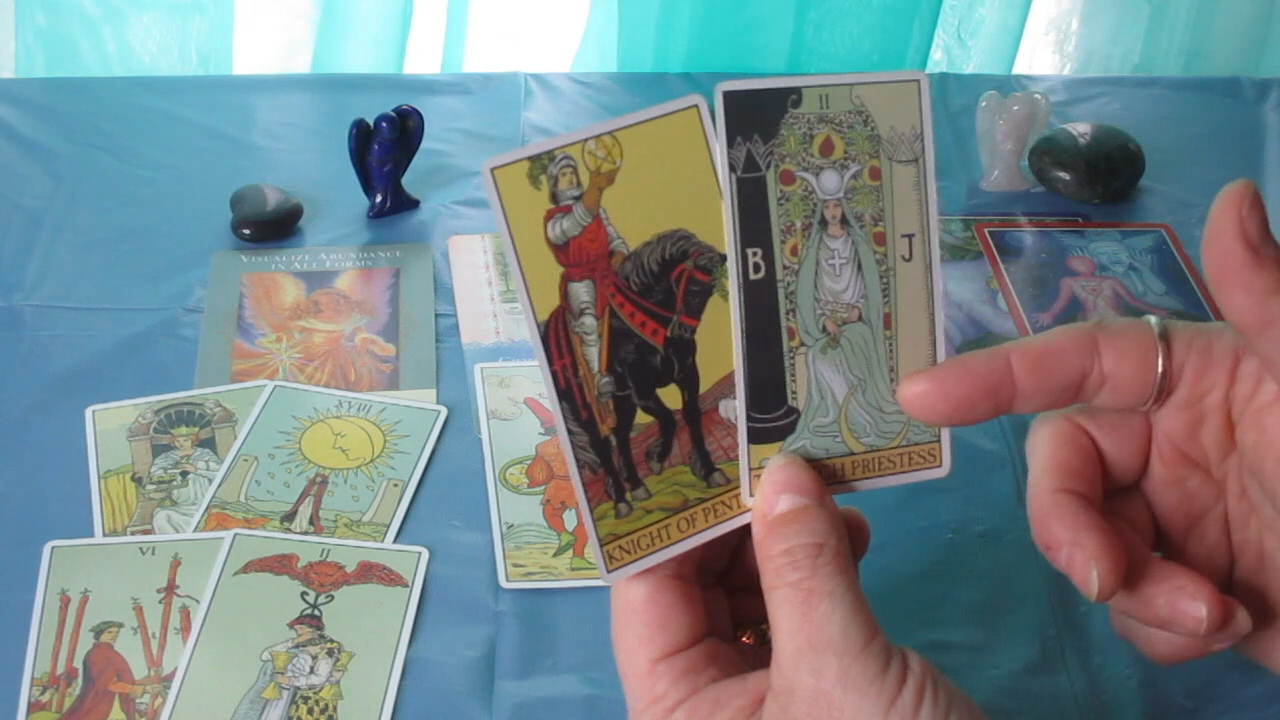 II
B
J
KNIGHT OF PENT
PRIESTESS
VISUALIZE ABUNDANCE
IN ALL FORMS
XVIII
VI
II